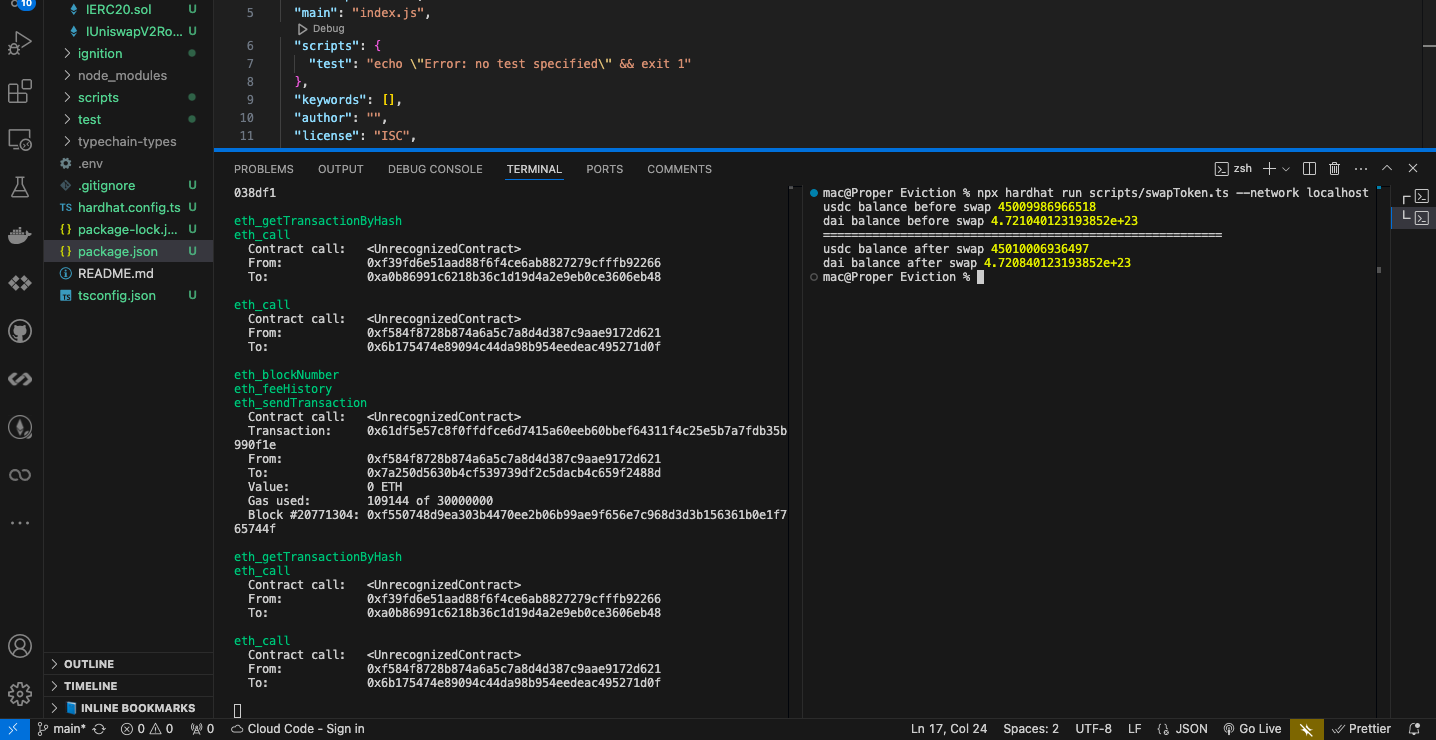 10
IERC20.sol U
IUniswapV2Ro... U
ignition
node_modules
scripts
test
typechain-types
.env
.gitignore U
TS hardhat.config.ts U
{} package-lock.j... U
{} package.json U
README.md
TS tsconfig.json U
OUTLINE
TIMELINE
INLINE BOOKMARKS
5 "main": "index.js",
Debug
6 "scripts": {
7 "test": "echo \"Error: no test specified\" && exit 1"
8 },
9 "keywords": [],
10 "author": "",
11 "license": "ISC",
PROBLEMS OUTPUT DEBUG CONSOLE TERMINAL PORTS COMMENTS
zsh
038df1
eth_getTransactionByHash
eth_call
Contract call: <UnrecognizedContract>
From: 0xf39fd6e51aad88f6f4ce6ab8827279cfffb92266
To: 0xa0b86991c6218b36c1d19d4a2e9eb0ce3606eb48
eth_call
Contract call: <UnrecognizedContract>
From: 0xf584f8728b874a6a5c7a8d4d387c9aae9172d621
To: 0x6b175474e89094c44da98b954eedeac495271d0f
eth_blockNumber
eth_feeHistory
eth_sendTransaction
Contract call: <UnrecognizedContract>
Transaction: 0x61df5e57c8f0ffdfce6d7415a60eeb60bbef64311f4c25e5b7a7fdb35b
990f1e
From: 0xf584f8728b874a6a5c7a8d4d387c9aae9172d621
To: 0x7a250d5630b4cf539739df2c5dacb4c659f2488d
Value: 0 ETH
Gas used: 109144 of 30000000
Block #20771304: 0xf550748d9ea303b4470ee2b06b99ae9f656e7c968d3d3b156361b0e1f7
65744f
eth_getTransactionByHash
eth_call
Contract call: <UnrecognizedContract>
From: 0xf39fd6e51aad88f6f4ce6ab8827279cfffb92266
To: 0xa0b86991c6218b36c1d19d4a2e9eb0ce3606eb48
eth_call
Contract call: <UnrecognizedContract>
From: 0xf584f8728b874a6a5c7a8d4d387c9aae9172d621
To: 0x6b175474e89094c44da98b954eedeac495271d0f
mac@Proper Eviction % npx hardhat run scripts/swapToken.ts --network localhost
usdc balance before swap 45009986966518
dai balance before swap 4.721040123193852e+23
=========================================================
usdc balance after swap 45010006936497
dai balance after swap 4.720840123193852e+23
mac@Proper Eviction %
main* 0 0 0 Cloud Code - Sign in Ln 17, Col 24 Spaces: 2 UTF-8 LF {} JSON Go Live Prettier